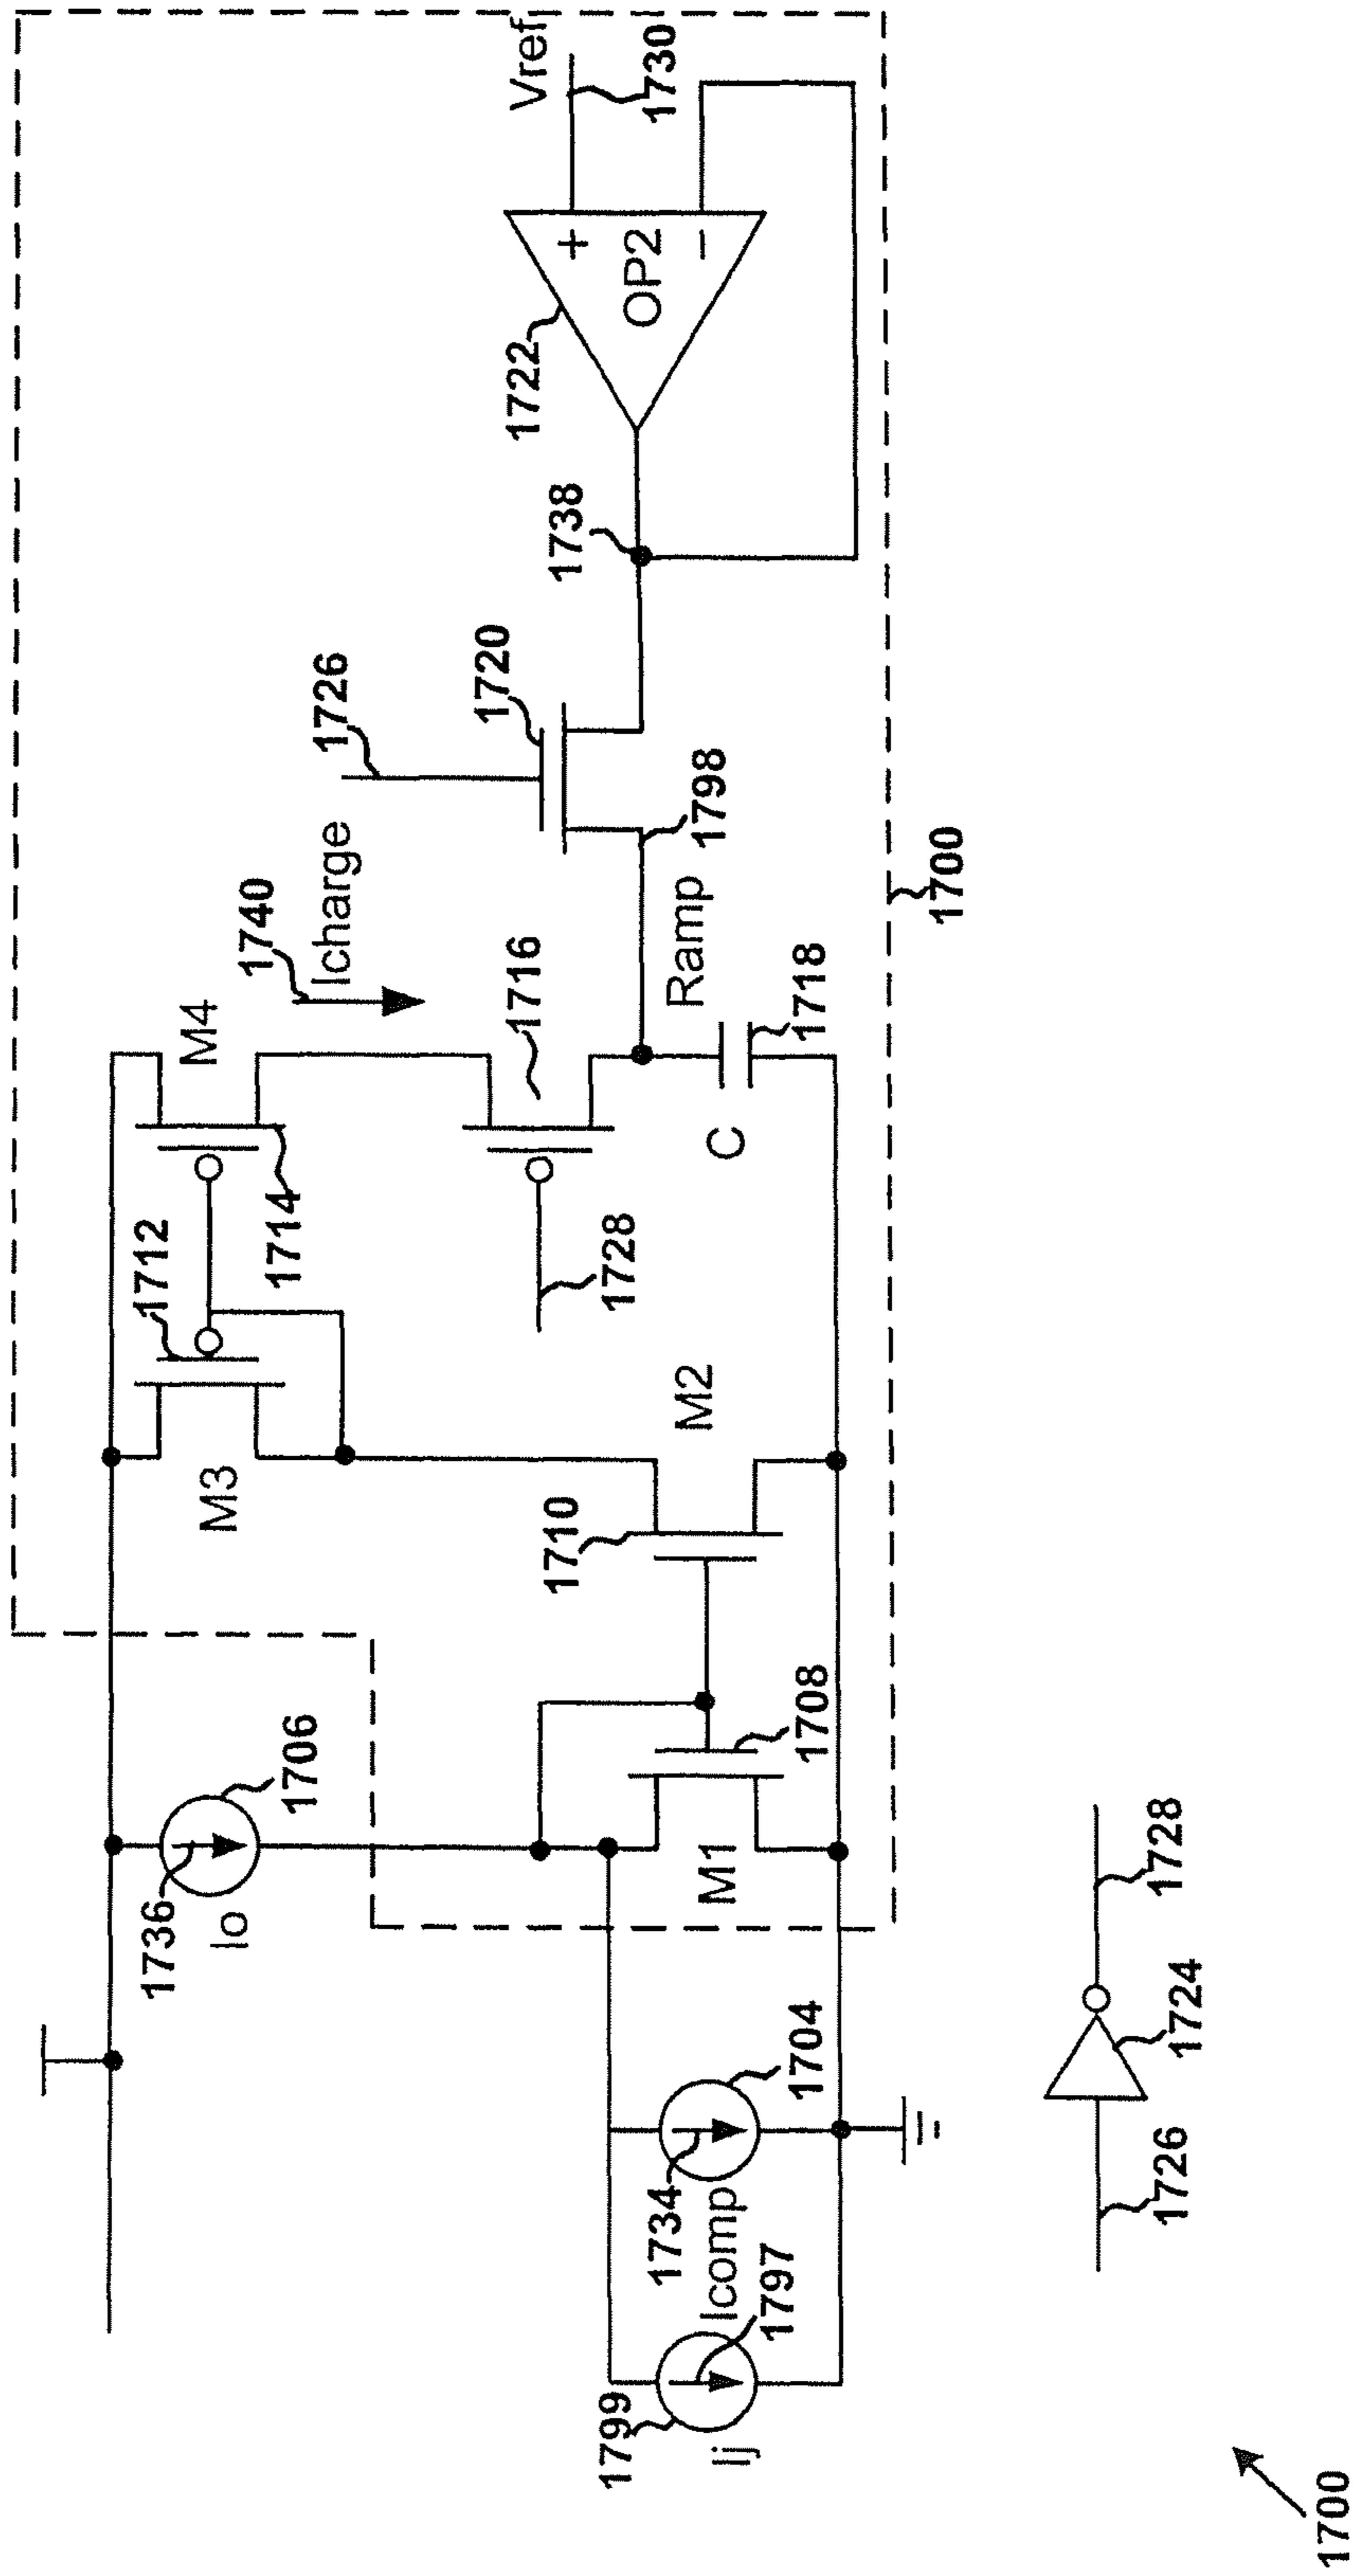 1700
1799
Ij
1797
Icomp
1734
1704
1736
Io
1706
M1
1708
1710
M2
M3
1712
1714
M4
1728
1716
C
1718
1740
Icharge
Ramp
1798
1726
1720
1738
1722
OP2
+
−
Vref
1730
1700
1726
1724
1728